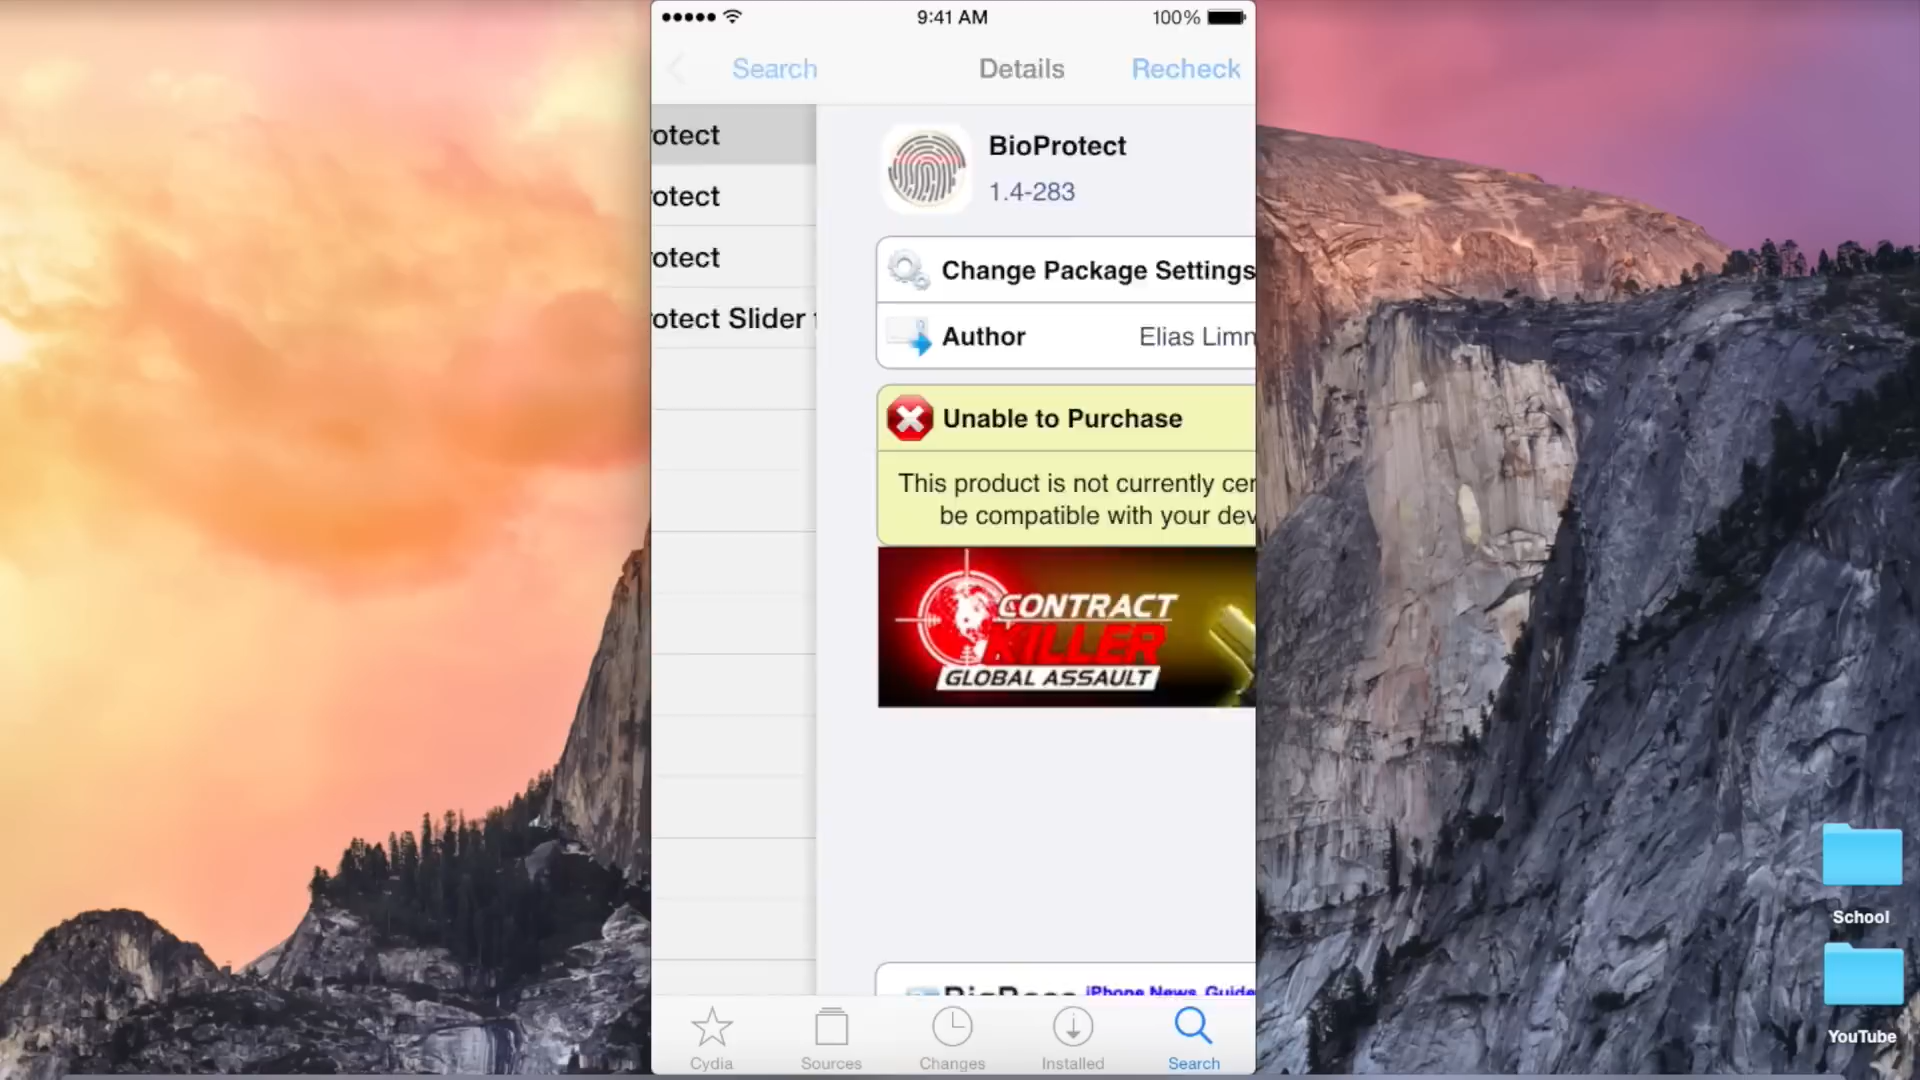 9:41 AM
100%
Search
Details
Recheck
otect
otect
otect
otect Slider
BioProtect
1.4-283
Change Package Settings
Author
Elias Limn
Unable to Purchase
This product is not currently cer
be compatible with your dev
CONTRACT
KILLER
GLOBAL ASSAULT
BigBoss
iPhone News, Guide
Cydia
Sources
Changes
Installed
Search
School
YouTube